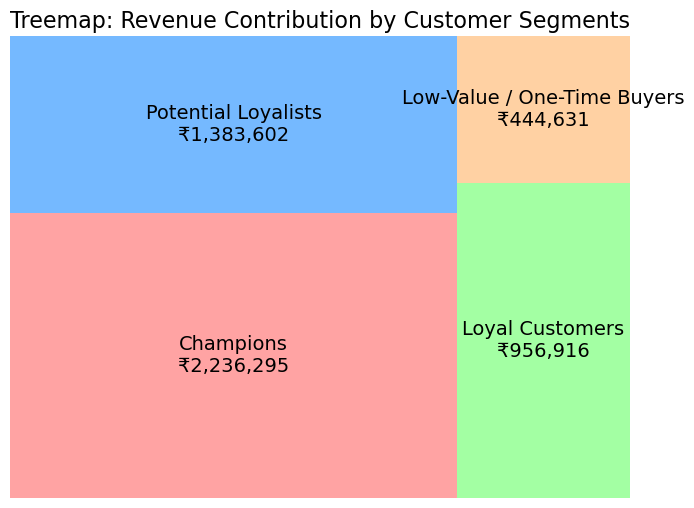 Treemap: Revenue Contribution by Customer Segments
Potential Loyalists
₹1,383,602
Low-Value / One-Time Buyers
₹444,631
Champions
₹2,236,295
Loyal Customers
₹956,916